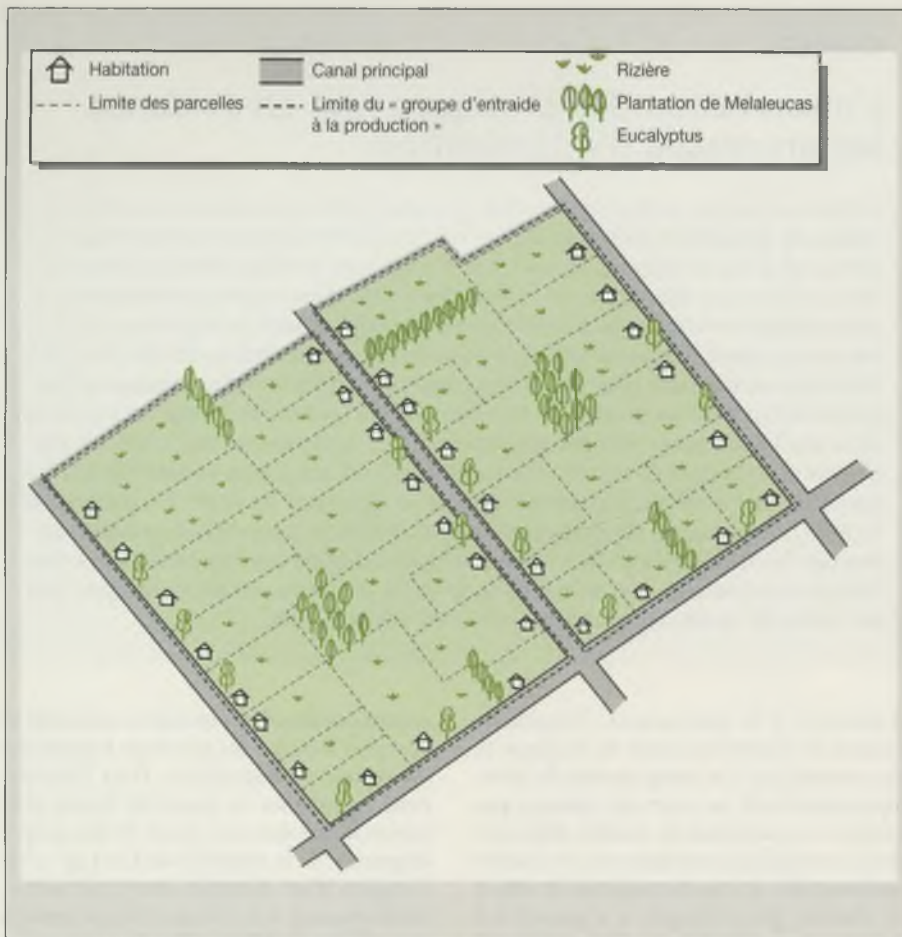 Habitation
Canal principal
Rizière
Limite des parcelles
Limite du « groupe d'entraide
à la production »
Plantation de Melaleucas
Eucalyptus